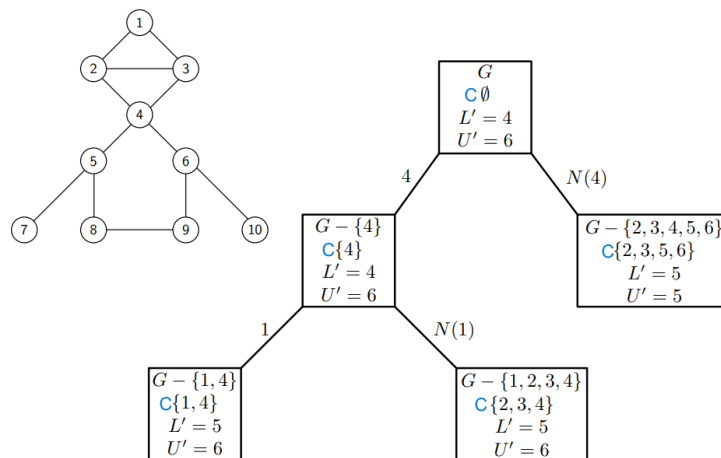 1
2
3
4
5
6
7
8
9
10
G
C ∅
L′ = 4
U′ = 6
4
N(4)
G − {4}
C{4}
L′ = 4
U′ = 6
G − {2, 3, 4, 5, 6}
C{2, 3, 5, 6}
L′ = 5
U′ = 5
1
N(1)
G − {1, 4}
C{1, 4}
L′ = 5
U′ = 6
G − {1, 2, 3, 4}
C{2, 3, 4}
L′ = 5
U′ = 6